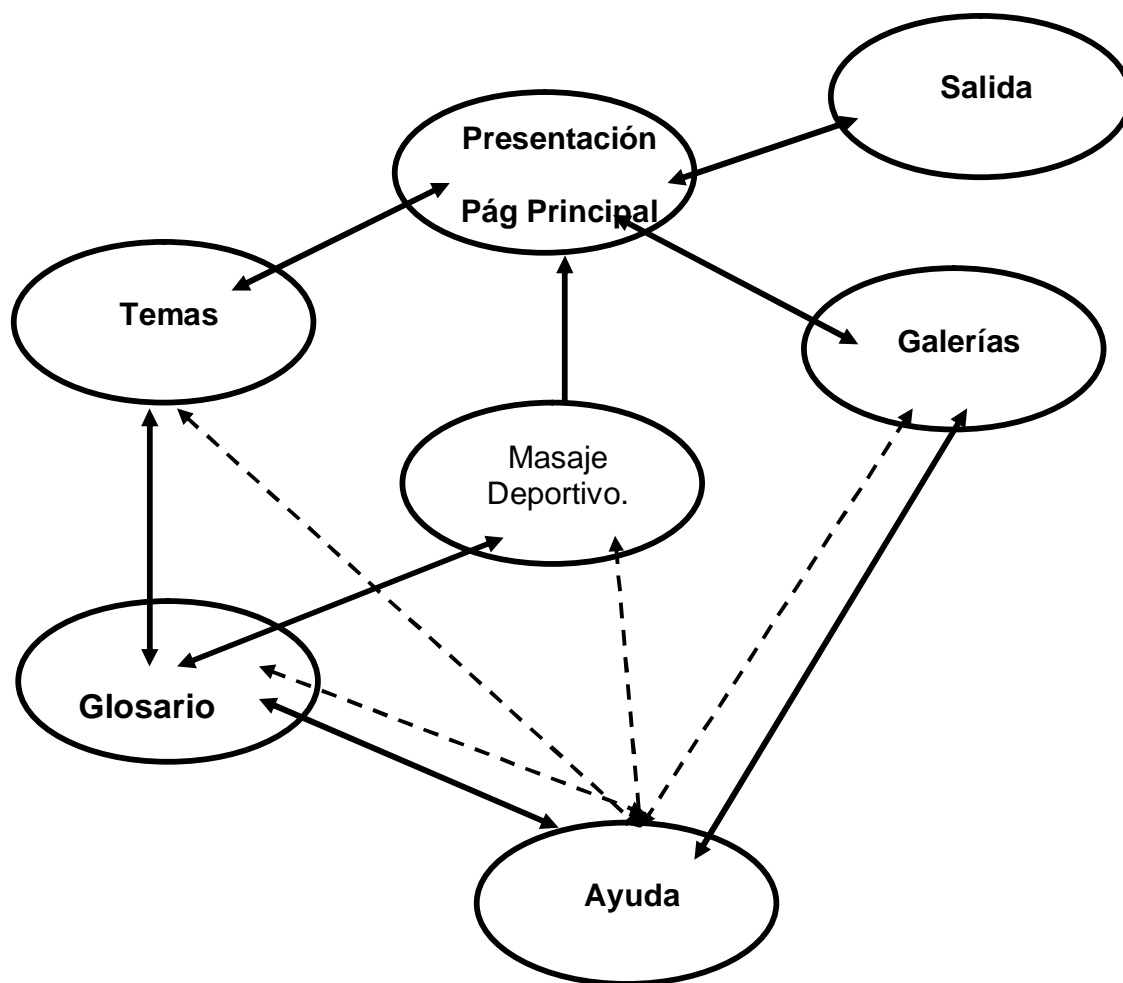 Salida
Presentación
Pág Principal
Temas
Galerías
Masaje
Deportivo.
Glosario
Ayuda